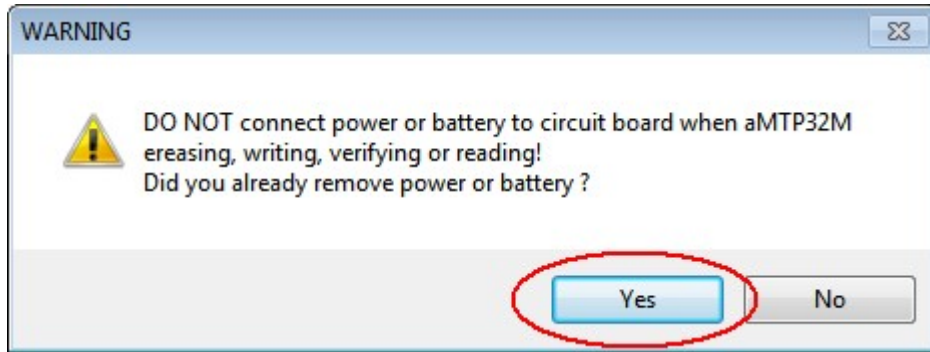 WARNING
DO NOT connect power or battery to circuit board when aMTP32M
ereasing, writing, verifying or reading!
Did you already remove power or battery ?
Yes
No